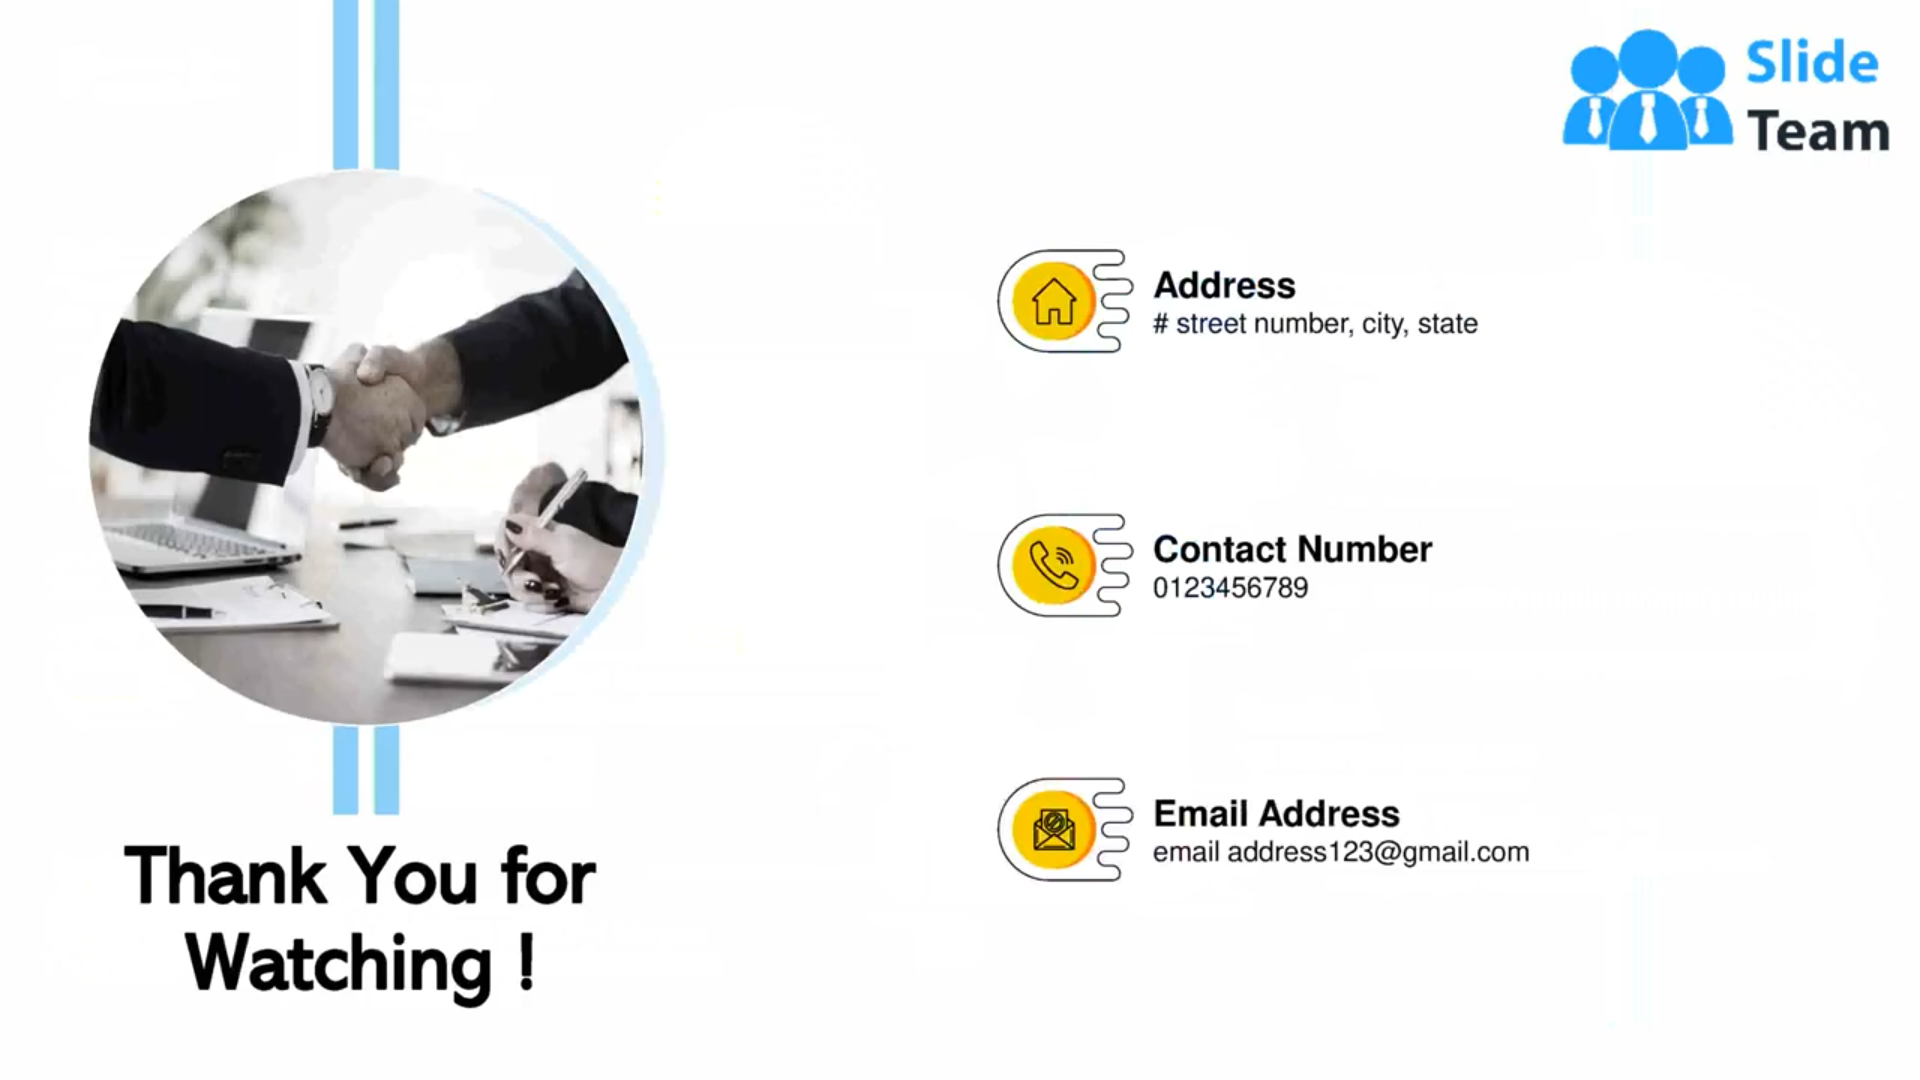 Slide
Team
Address
# street number, city, state
Contact Number
0123456789
Email Address
email address123@gmail.com
Thank You for
Watching !